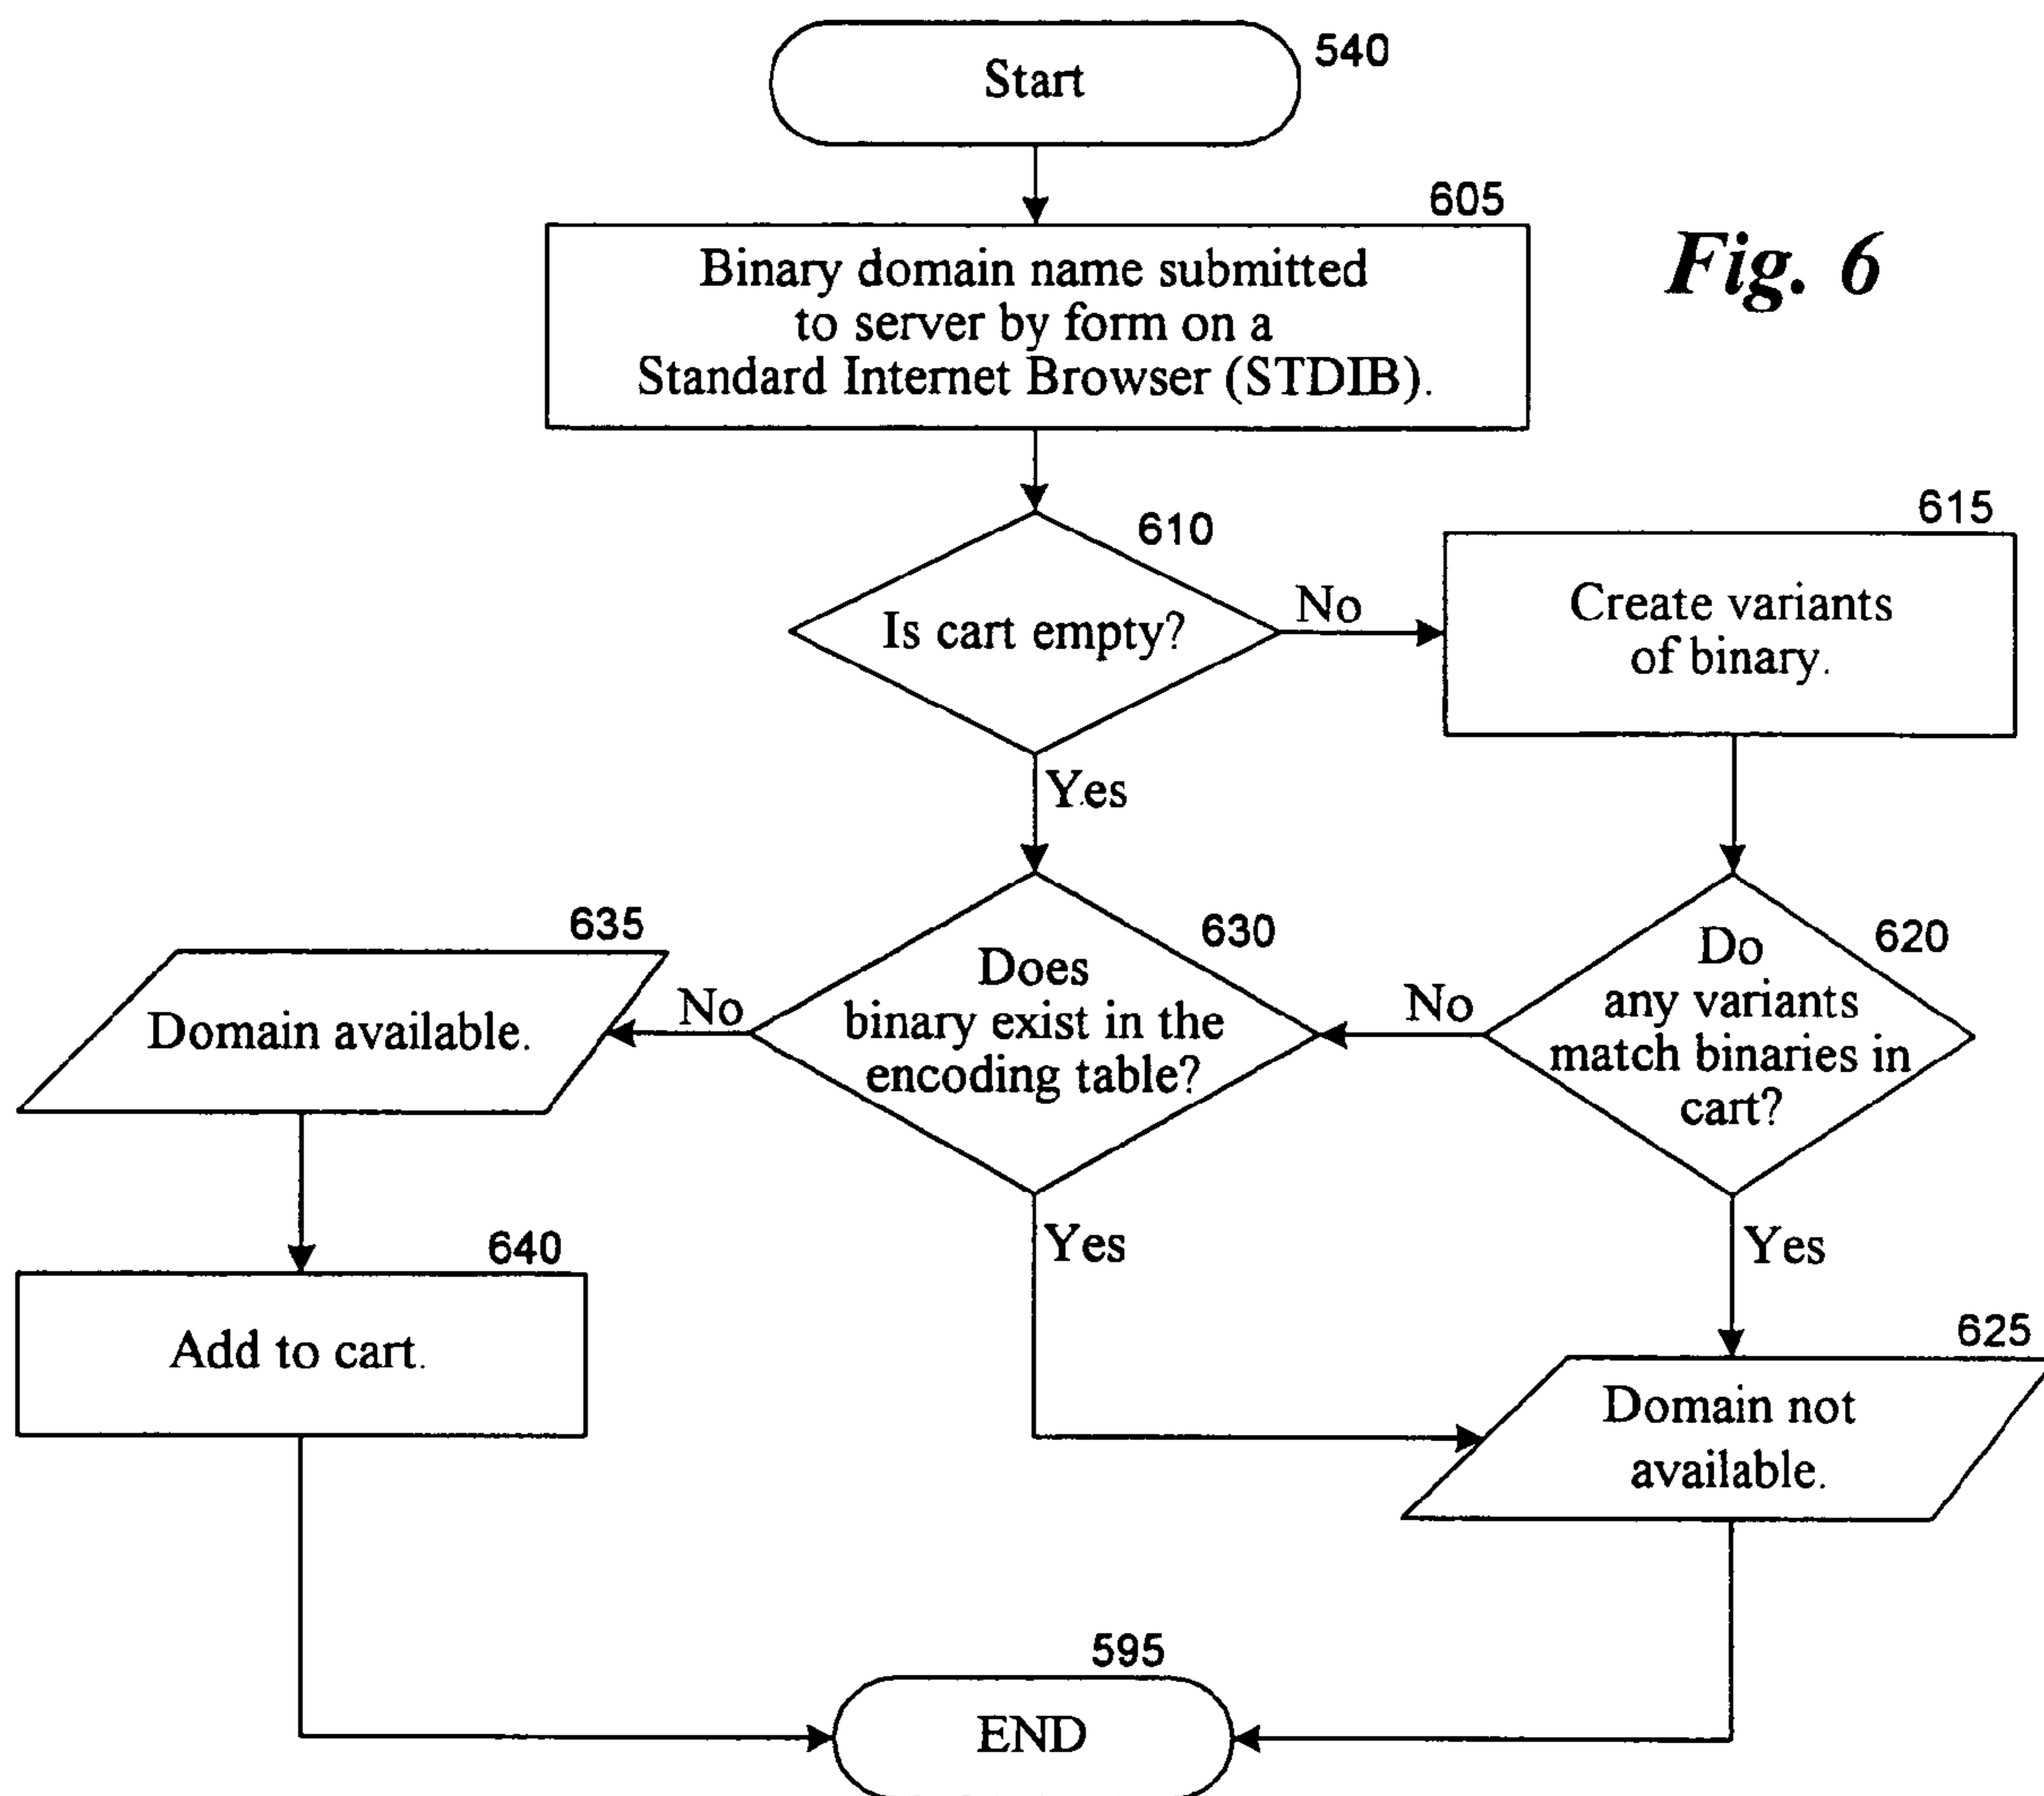 540
Start
605
Fig. 6
Binary domain name submitted
to server by form on a
Standard Internet Browser (STDIB).
610
615
Is cart empty?
No
Create variants
of binary.
Yes
635
630
620
Domain available.
No
Does
binary exist in the
encoding table?
No
Do
any variants
match binaries in
cart?
640
Yes
Yes
Add to cart.
625
Domain not
available.
595
END